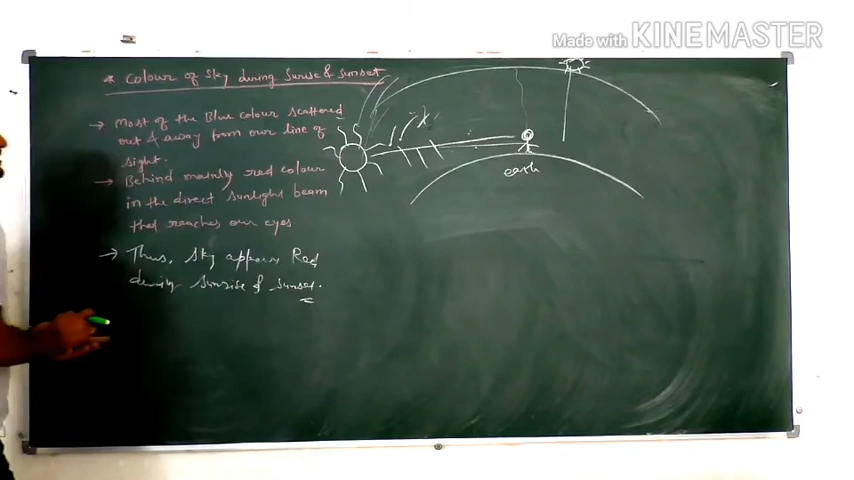 Made with KINEMASTER
* Colour of Sky during Sunrise & Sunset
→ Most of the Blue colour scattered
out & away from our line of
sight.
→ Behind mainly red colour
in the direct sunlight beam
that reaches our eyes
→ Thus, sky appears Red
during sunrise & sunset.
earth